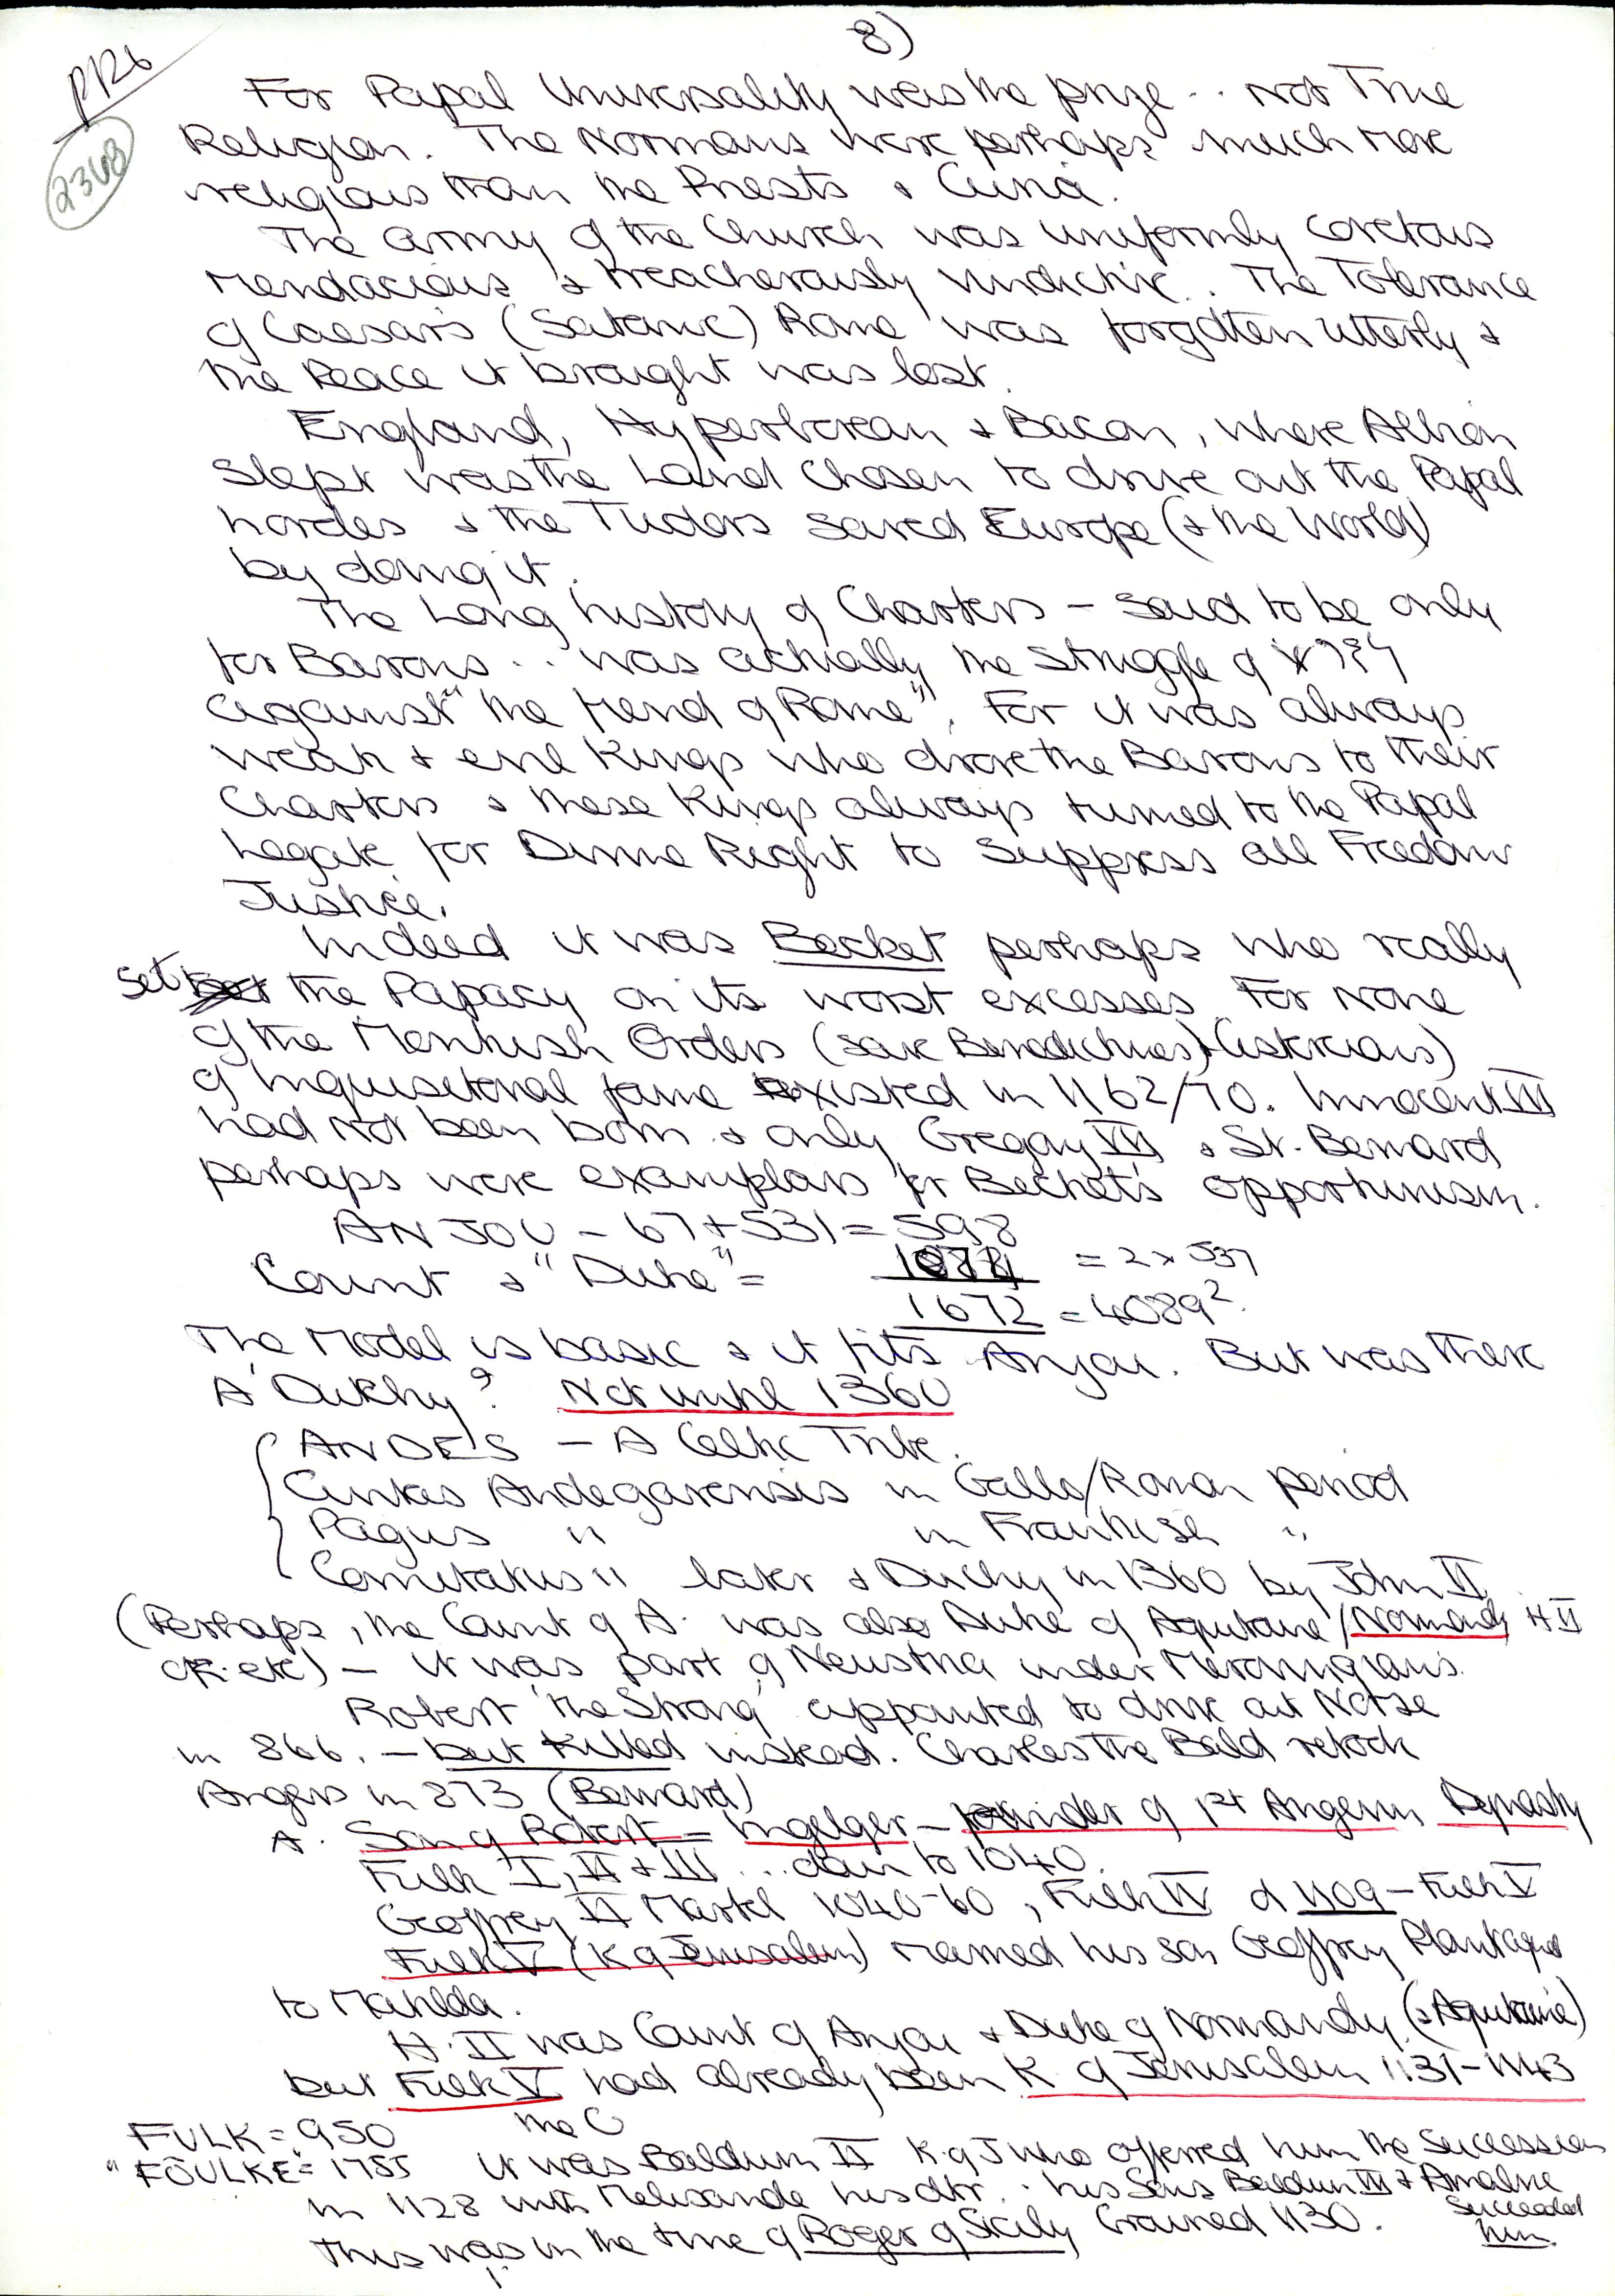 8)
PR6
2348
For Papal Universality was the prize .. Not True
Religion. The Normans were perhaps much more
religious than the Priests & Curia.
The army of the Church was uniformly covetous
mendacious & treacherously vindictive. The Tolerance
of Caesar's (Satanic) Rome was forgotten utterly &
the Peace it brought was lost.
England, Hyperborean & Bacon, where Albion
slept was the Land chosen to drive out the Papal
hordes & the Tudors saved Europe (& the World)
by doing it.
The Long history of Charters – said to be only
for Barons .. was actually the struggle of
against "the fiend of Rome". For it was always
weak & evil Kings who drove the Barons to their
Charters & these Kings always turned to the Papal
Legate for Divine Right to suppress all Freedom
Justice.
Indeed it was Becket perhaps who really
set the Papacy on its worst excesses. For None
of the Monkish Orders (save Benedictines) & (Cistercians)
of Inquisitorial fame existed in 1162/70. Innocent III
had not been born & only Gregory VII & St. Bernard
perhaps were examplars for Becket's opportunism.
ANJOU – 67 + 531 = 598
Count & "Duke" = 1074 = 2 x 537
1672 = 4089².
The Model is basic & it fits Anjou. But was there
A Duchy? Not until 1360
ANDES – A Celtic Tribe.
Civitas Andegavensis in Gallo/Roman period
Pagus " in Frankish "
Comitatus " later & Duchy in 1360 by John II
(Perhaps, the Count of A. was also Duke of Aquitaine/Normandy H II
etc) – it was part of Neustria under Merovingians.
Robert 'the Strong' appointed to drive out Norse
in 866. – but killed instead. Charles the Bald retook
Angers in 873 (Bernard)
A. Son of Robert = Ingelger – founder of 1st Angevin Dynasty
Fulk I, II & III ... down to 1040.
Geoffrey II Martel 1040-60, Fulk IV d 1109 – Fulk V
Fulk V (K of Jerusalem) married his son Geoffrey Plantagnet
to Matilda.
H. II was Count of Anjou & Duke of Normandy (& Aquitaine)
but Fulk V had already been K of Jerusalem 1131–1143
the C
FULK = 950
"FOULKE" = 1755 it was Baldwin II K of J who offered him the Succession
in 1128 with Melisande his dtr. . his Sons Baldwin III & Amalric
succeeded
him.
This was in the time of Roger of Sicily Crowned 1130.